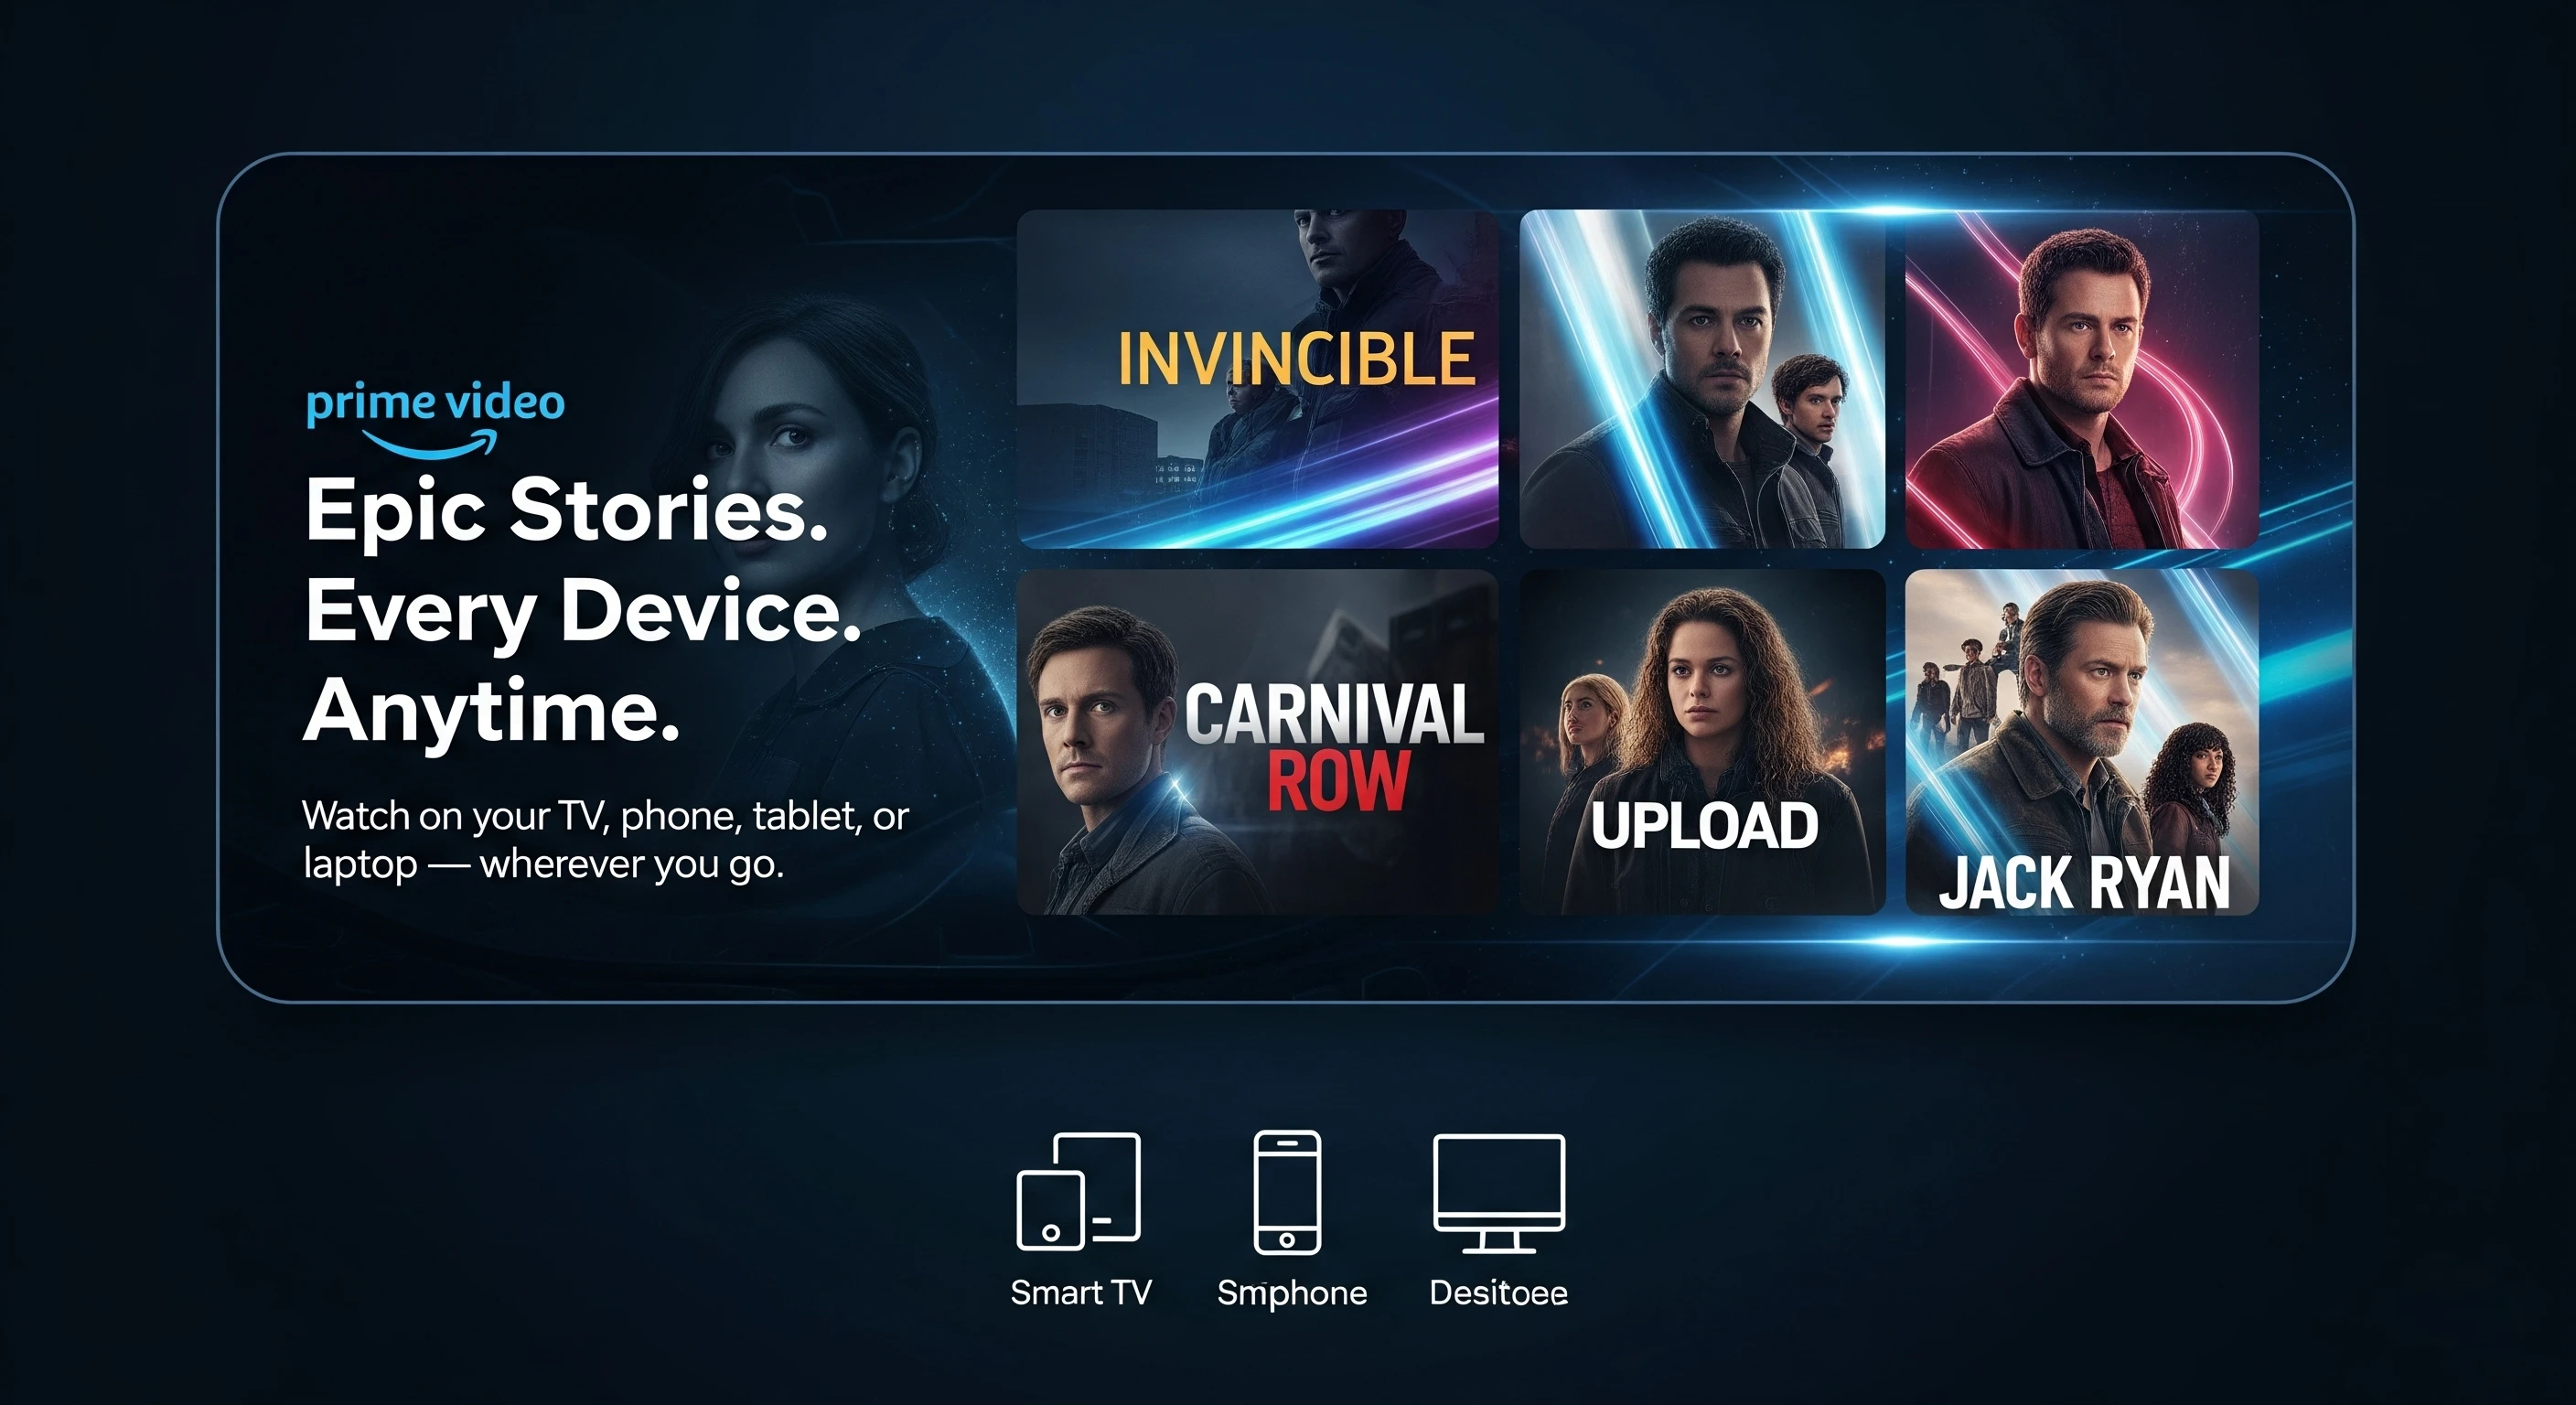 prime video
Epic Stories.
Every Device.
Anytime.
Watch on your TV, phone, tablet, or
laptop — wherever you go.
INVINCIBLE
CARNIVAL
ROW
UPLOAD
JACK RYAN
Smart TV
Smphone
Desitoee